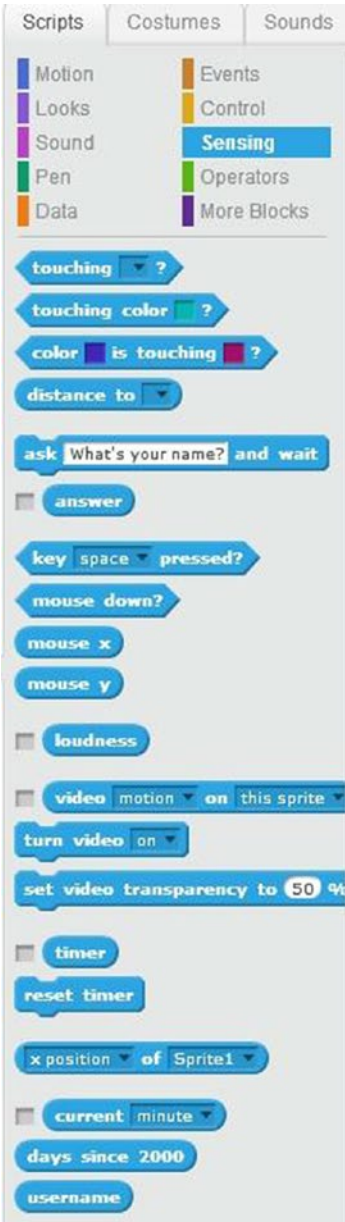 Scripts Costumes Sounds
Motion Events
Looks Control
Sound Sensing
Pen Operators
Data More Blocks
touching ?
touching color ?
color is touching ?
distance to
ask What's your name? and wait
answer
key space pressed?
mouse down?
mouse x
mouse y
loudness
video motion on this sprite
turn video on
set video transparency to 50 %
timer
reset timer
x position of Sprite1
current minute
days since 2000
username